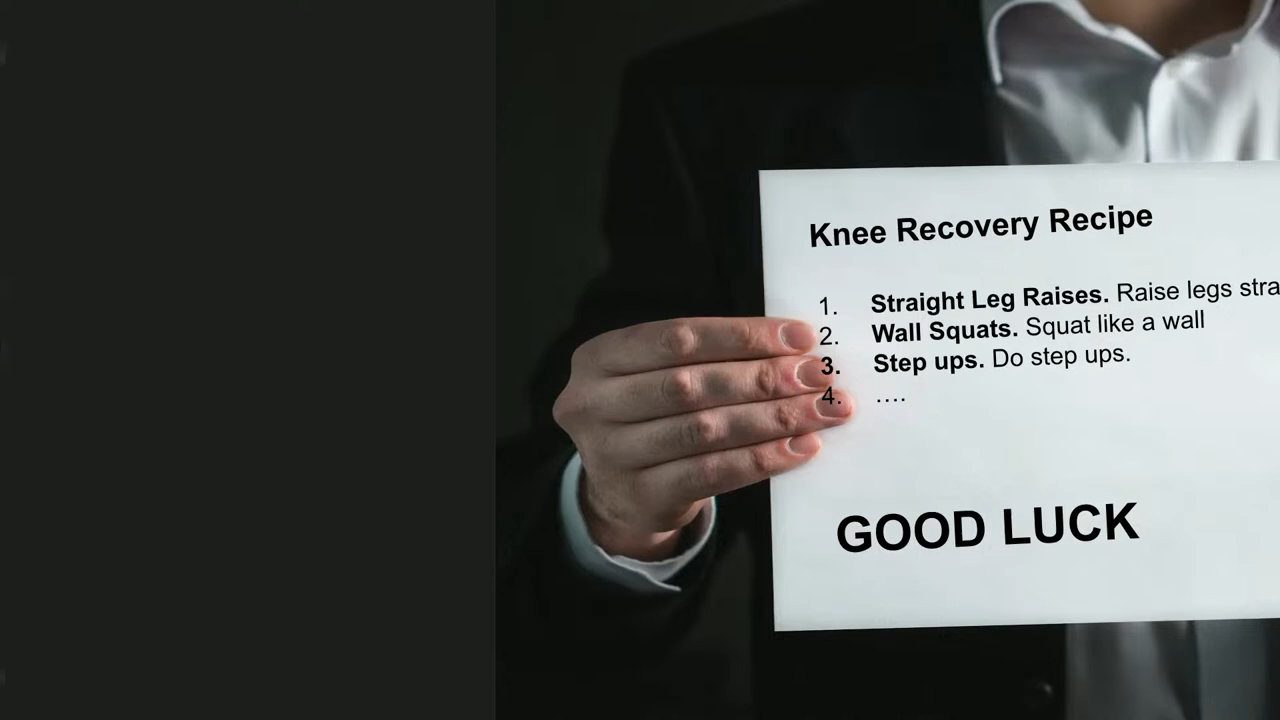 Knee Recovery Recipe
1. Straight Leg Raises. Raise legs stra
2. Wall Squats. Squat like a wall
3. Step ups. Do step ups.
4. ....
GOOD LUCK